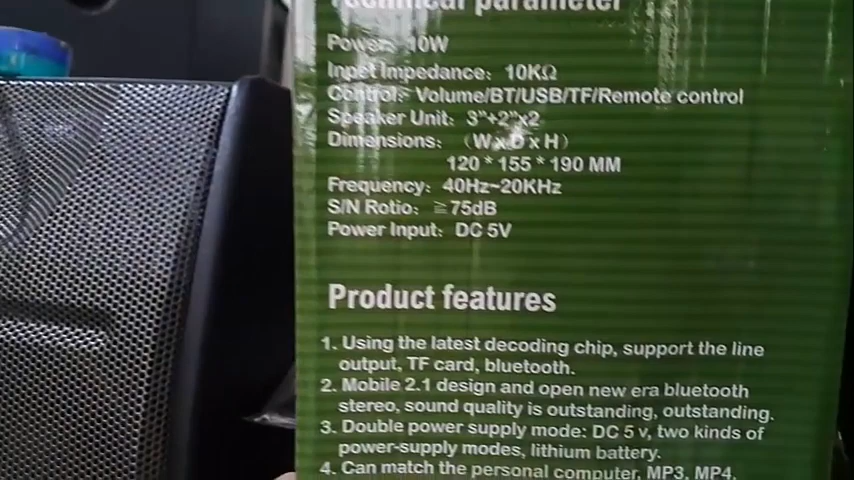 Technical parameter
Power: 10W
Input Impedance: 10KΩ
Control: Volume/BT/USB/TF/Remote control
Speaker Unit: 3"+2"x2
Dimensions: (W x D x H)
120 * 155 * 190 MM
Frequency: 40Hz~20KHz
S/N Ratio: ≧75dB
Power Input: DC 5V
Product features
1. Using the latest decoding chip, support the line
output, TF card, bluetooth.
2. Mobile 2.1 design, and open new era bluetooth
stereo, sound quality is outstanding outstanding.
3. Double power supply mode: DC 5v, two kinds of
power-supply modes, lithium battery.
4. Can match the personal computer, MP3, MP4,